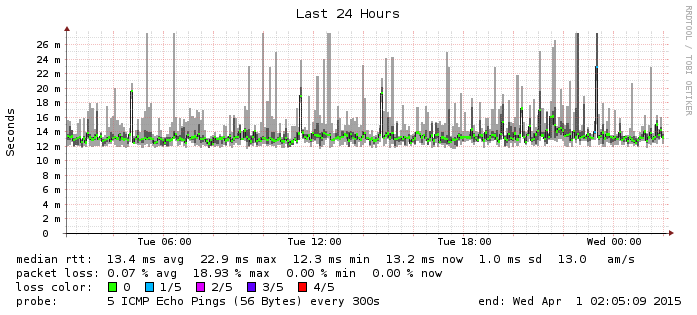 Last 24 Hours
RRDTOOL / TOBI OETIKER
Seconds
26 m
24 m
22 m
20 m
18 m
16 m
14 m
12 m
10 m
8 m
6 m
4 m
2 m
0
Tue 06:00 Tue 12:00 Tue 18:00 Wed 00:00
median rtt: 13.4 ms avg 22.9 ms max 12.3 ms min 13.2 ms now 1.0 ms sd 13.0 am/s
packet loss: 0.07 % avg 18.93 % max 0.00 % min 0.00 % now
loss color: 0 1/5 2/5 3/5 4/5
probe: 5 ICMP Echo Pings (56 Bytes) every 300s end: Wed Apr 1 02:05:09 2015